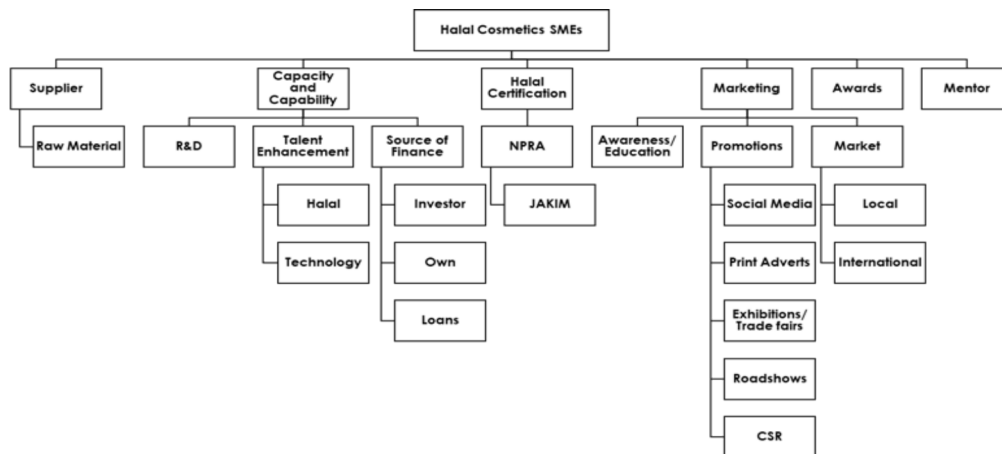 Halal Cosmetics SMEs
Supplier
Capacity
and
Capability
Halal
Certification
Marketing
Awards
Mentor
Raw Material
R&D
Talent
Enhancement
Source of
Finance
NPRA
Awareness/
Education
Promotions
Market
Halal
Investor
JAKIM
Social Media
Local
Technology
Own
Print Adverts
International
Loans
Exhibitions/
Trade fairs
Roadshows
CSR